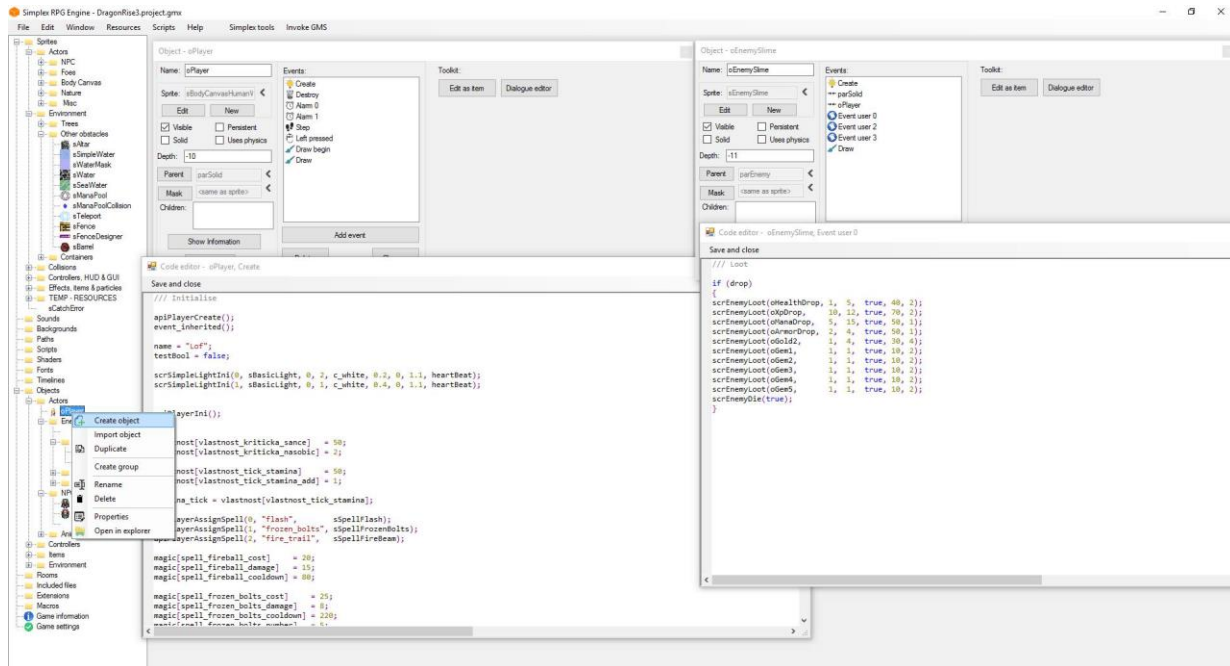 Simplex RPG Engine - DragonRise3.project.gmx
File Edit Window Resources Scripts Help Simplex tools Invoke GMS
Sprites
Actors
NPC
Foes
Body Canvas
Nature
Misc
Environment
Trees
Other obstacles
sAltar
sSimpleWater
sWaterMask
sWater
sSeaWater
sManaPool
sManaPoolCollision
sTeleport
sFence
sFenceDesigner
sBarrel
Containers
Collisions
Controllers, HUD & GUI
Effects, items & particles
TEMP - RESOURCES
sCatchError
Sounds
Backgrounds
Paths
Scripts
Shaders
Fonts
Timelines
Objects
Actors
oPlayer
Ene
NPC
Ani
Controllers
Items
Environment
Rooms
Included files
Extensions
Macros
Game information
Game settings
Create object
Import object
Duplicate
Create group
Rename
Delete
Properties
Open in explorer
Object - oPlayer
Name: oPlayer
Sprite: sBodyCanvasHumanV
Edit New
Visible Persistent
Solid Uses physics
Depth: -10
Parent parSolid
Mask <same as sprite>
Children:
Show Information
Events:
Create
Destroy
Alarm 0
Alarm 1
Step
Left pressed
Draw begin
Draw
Add event
Toolkit:
Edit as item Dialogue editor
Object - oEnemySlime
Name: oEnemySlime
Sprite: sEnemySlime
Edit New
Visible Persistent
Solid Uses physics
Depth: -11
Parent parEnemy
Mask <same as sprite>
Children:
Events:
Create
parSolid
oPlayer
Event user 0
Event user 2
Event user 3
Draw
Toolkit:
Edit as item Dialogue editor
Code editor - oPlayer, Create
Save and close
/// Initialise
apiPlayerCreate();
event_inherited();
name = "Lof";
testBool = false;
scrSimpleLightIni(0, sBasicLight, 0, 2, c_white, 0.2, 0, 1.1, heartBeat);
scrSimpleLightIni(1, sBasicLight, 0, 1, c_white, 0.4, 0, 1.1, heartBeat);
layerIni();
nost[vlastnost_kriticka_sance] = 50;
nost[vlastnost_kriticka_nasobic] = 2;
nost[vlastnost_tick_stamina] = 50;
nost[vlastnost_tick_stamina_add] = 1;
na_tick = vlastnost[vlastnost_tick_stamina];
ayerAssignSpell(0, "flash", sSpellFlash);
ayerAssignSpell(1, "frozen_bolts", sSpellFrozenBolts);
apiPlayerAssignSpell(2, "fire_trail", sSpellFireBeam);
magic[spell_fireball_cost] = 20;
magic[spell_fireball_damage] = 15;
magic[spell_fireball_cooldown] = 80;
magic[spell_frozen_bolts_cost] = 25;
magic[spell_frozen_bolts_damage] = 8;
magic[spell_frozen_bolts_cooldown] = 220;
magic[spell_frozen_bolts_number] = 5;
Code editor - oEnemySlime, Event user 0
Save and close
/// Loot
if (drop)
{
scrEnemyLoot(oHealthDrop, 1, 5, true, 40, 2);
scrEnemyLoot(oXpDrop, 10, 12, true, 70, 2);
scrEnemyLoot(oManaDrop, 5, 15, true, 50, 1);
scrEnemyLoot(oArmorDrop, 2, 4, true, 50, 1);
scrEnemyLoot(oGold2, 1, 4, true, 30, 4);
scrEnemyLoot(oGem1, 1, 1, true, 10, 2);
scrEnemyLoot(oGem2, 1, 1, true, 10, 2);
scrEnemyLoot(oGem3, 1, 1, true, 10, 2);
scrEnemyLoot(oGem4, 1, 1, true, 10, 2);
scrEnemyLoot(oGem5, 1, 1, true, 10, 2);
scrEnemyDie(true);
}